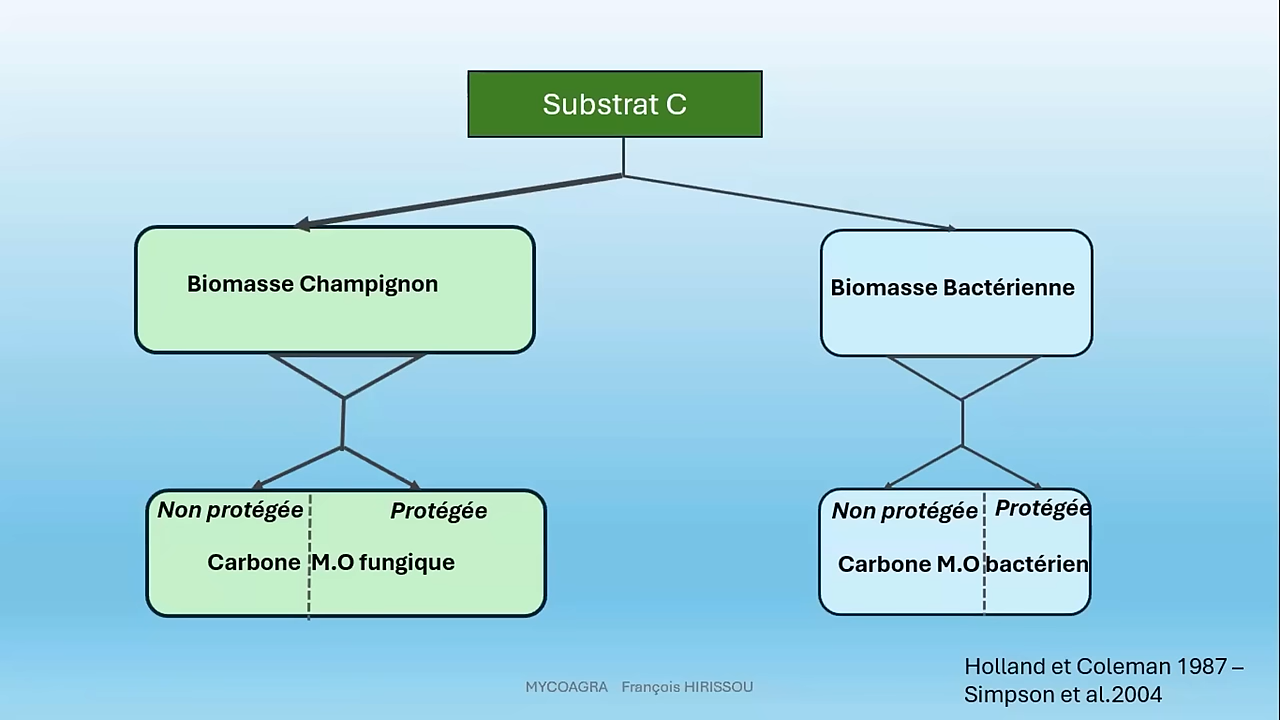 Substrat C
Biomasse Champignon
Biomasse Bactérienne
Non protégée
Protégée
Carbone M.O fungique
Non protégée
Protégée
Carbone M.O bactérien
Holland et Coleman 1987 –
Simpson et al.2004
MYCOAGRA François HIRISSOU